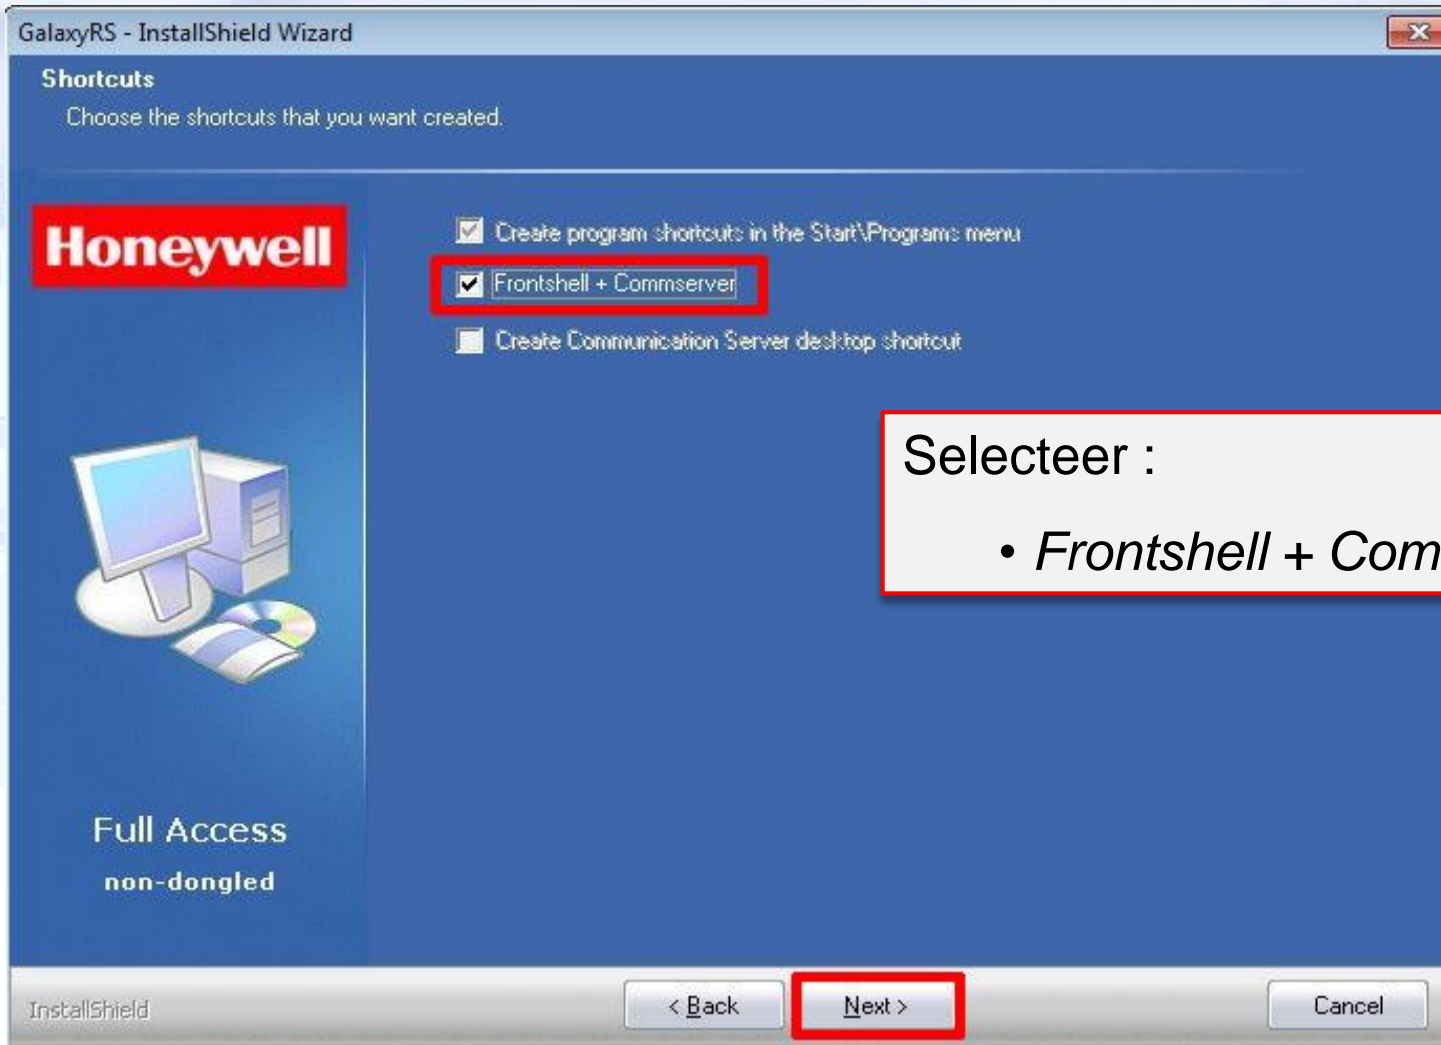 GalaxyRS - InstallShield Wizard
Shortcuts
Choose the shortcuts that you want created.
Honeywell
Create program shortcuts in the Start\Programs menu
Frontshell + Commserver
Create Communication Server desktop shortcut
Selecteer :
• Frontshell + Com
Full Access
non-dongled
InstallShield
< Back
Next >
Cancel